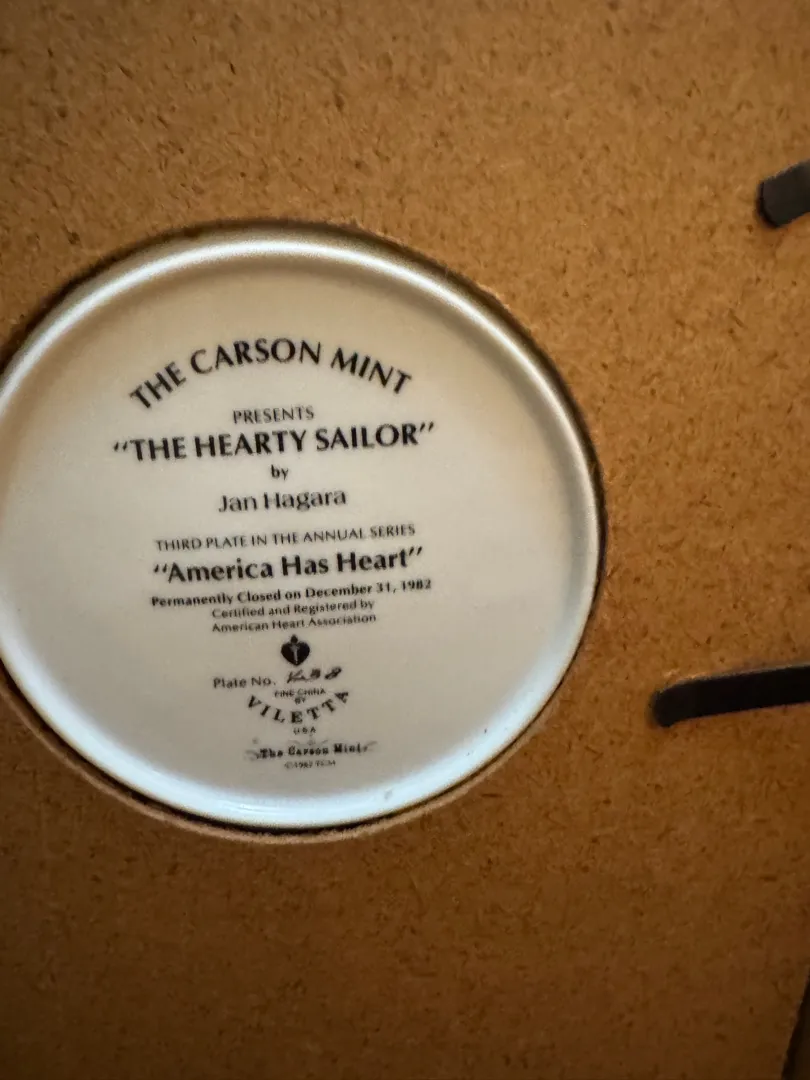 THE CARSON MINT
PRESENTS
“THE HEARTY SAILOR”
by
Jan Hagara
THIRD PLATE IN THE ANNUAL SERIES
“America Has Heart”
Permanently Closed on December 31, 1982
Certified and Registered by
American Heart Association
Plate No.
FINE CHINA
BY
VILETTA
USA
The Carson Mint
©1982 TCM